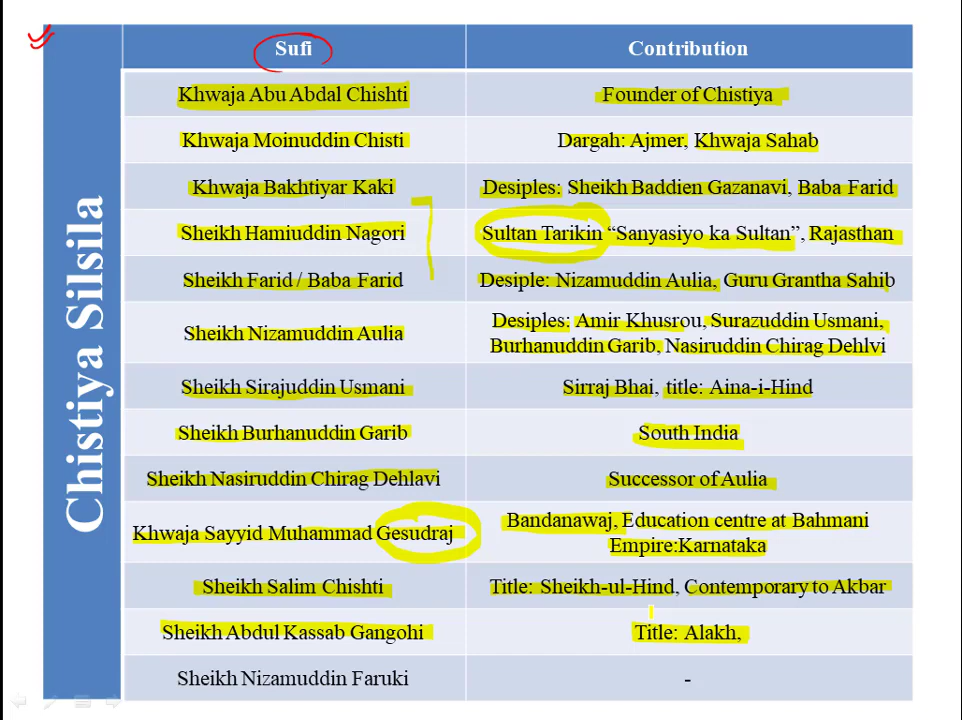 Chistiya Silsila
Sufi
Contribution
Khwaja Abu Abdal Chishti
Founder of Chistiya
Khwaja Moinuddin Chisti
Dargah: Ajmer, Khwaja Sahab
Khwaja Bakhtiyar Kaki
Desiples: Sheikh Baddien Gazanavi, Baba Farid
Sheikh Hamiuddin Nagori
Sultan Tarikin “Sanyasiyo ka Sultan”, Rajasthan
Sheikh Farid / Baba Farid
Desiple: Nizamuddin Aulia, Guru Grantha Sahib
Sheikh Nizamuddin Aulia
Desiples: Amir Khusrou, Surazuddin Usmani,
Burhanuddin Garib, Nasiruddin Chirag Dehlvi
Sheikh Sirajuddin Usmani
Sirraj Bhai, title: Aina-i-Hind
Sheikh Burhanuddin Garib
South India
Sheikh Nasiruddin Chirag Dehlavi
Successor of Aulia
Khwaja Sayyid Muhammad Gesudraj
Bandanawaj, Education centre at Bahmani
Empire:Karnataka
Sheikh Salim Chishti
Title: Sheikh-ul-Hind, Contemporary to Akbar
Sheikh Abdul Kassab Gangohi
Title: Alakh,
Sheikh Nizamuddin Faruki
-